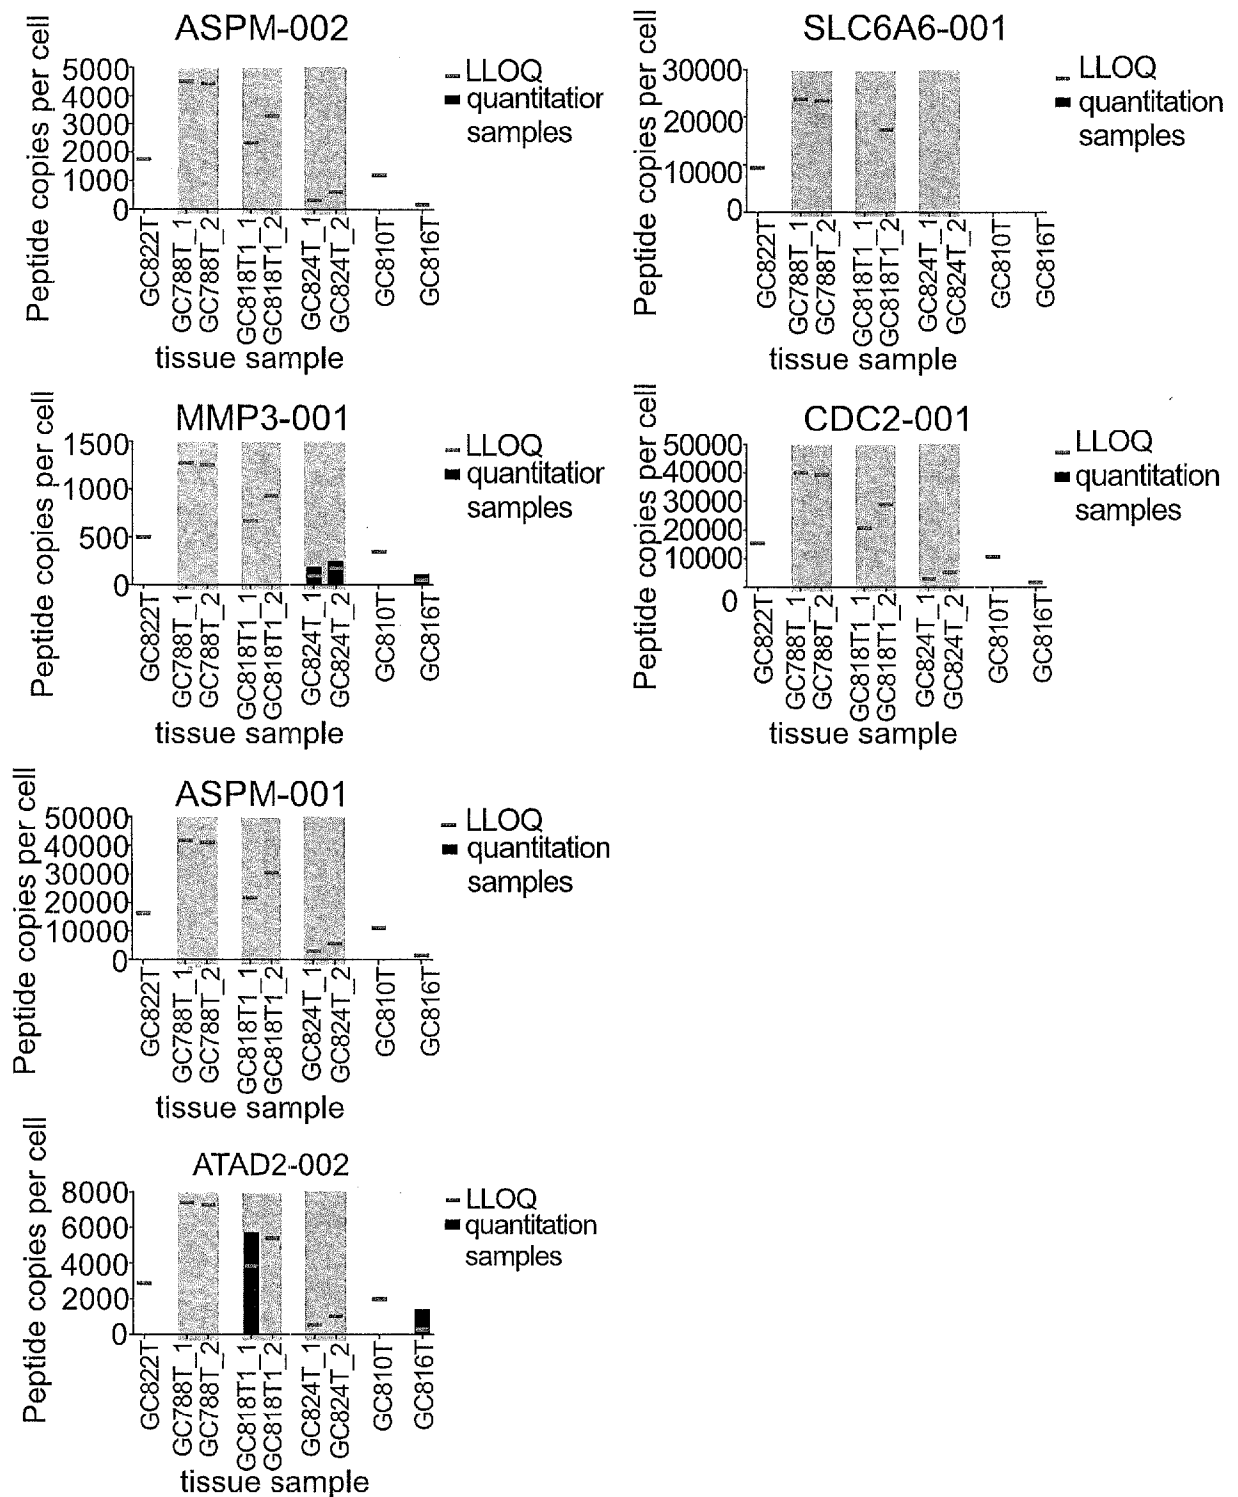 ASPM-002
Peptide copies per cell
5000
4000
3000
2000
1000
0
LLOQ
quantitatior
samples
GC822T
GC788T_1
GC788T_2
GC818T1_1
GC818T1_2
GC824T_1
GC824T_2
GC810T
GC816T
tissue sample
SLC6A6-001
Peptide copies per cell
30000
20000
10000
0
LLOQ
quantitation
samples
GC822T
GC788T_1
GC788T_2
GC818T1_1
GC818T1_2
GC824T_1
GC824T_2
GC810T
GC816T
tissue sample
MMP3-001
Peptide copies per cell
1500
1000
500
0
LLOQ
quantitatior
samples
GC822T
GC788T_1
GC788T_2
GC818T1_1
GC818T1_2
GC824T_1
GC824T_2
GC810T
GC816T
tissue sample
CDC2-001
Peptide copies per cell
50000
40000
30000
20000
10000
0
LLOQ
quantitation
samples
GC822T
GC788T_1
GC788T_2
GC818T1_1
GC818T1_2
GC824T_1
GC824T_2
GC810T
GC816T
tissue sample
ASPM-001
Peptide copies per cell
50000
40000
30000
20000
10000
0
LLOQ
quantitation
samples
GC822T
GC788T_1
GC788T_2
GC818T1_1
GC818T1_2
GC824T_1
GC824T_2
GC810T
GC816T
tissue sample
ATAD2-002
Peptide copies per cell
8000
6000
4000
2000
0
LLOQ
quantitation
samples
GC822T
GC788T_1
GC788T_2
GC818T1_1
GC818T1_2
GC824T_1
GC824T_2
GC810T
GC816T
tissue sample